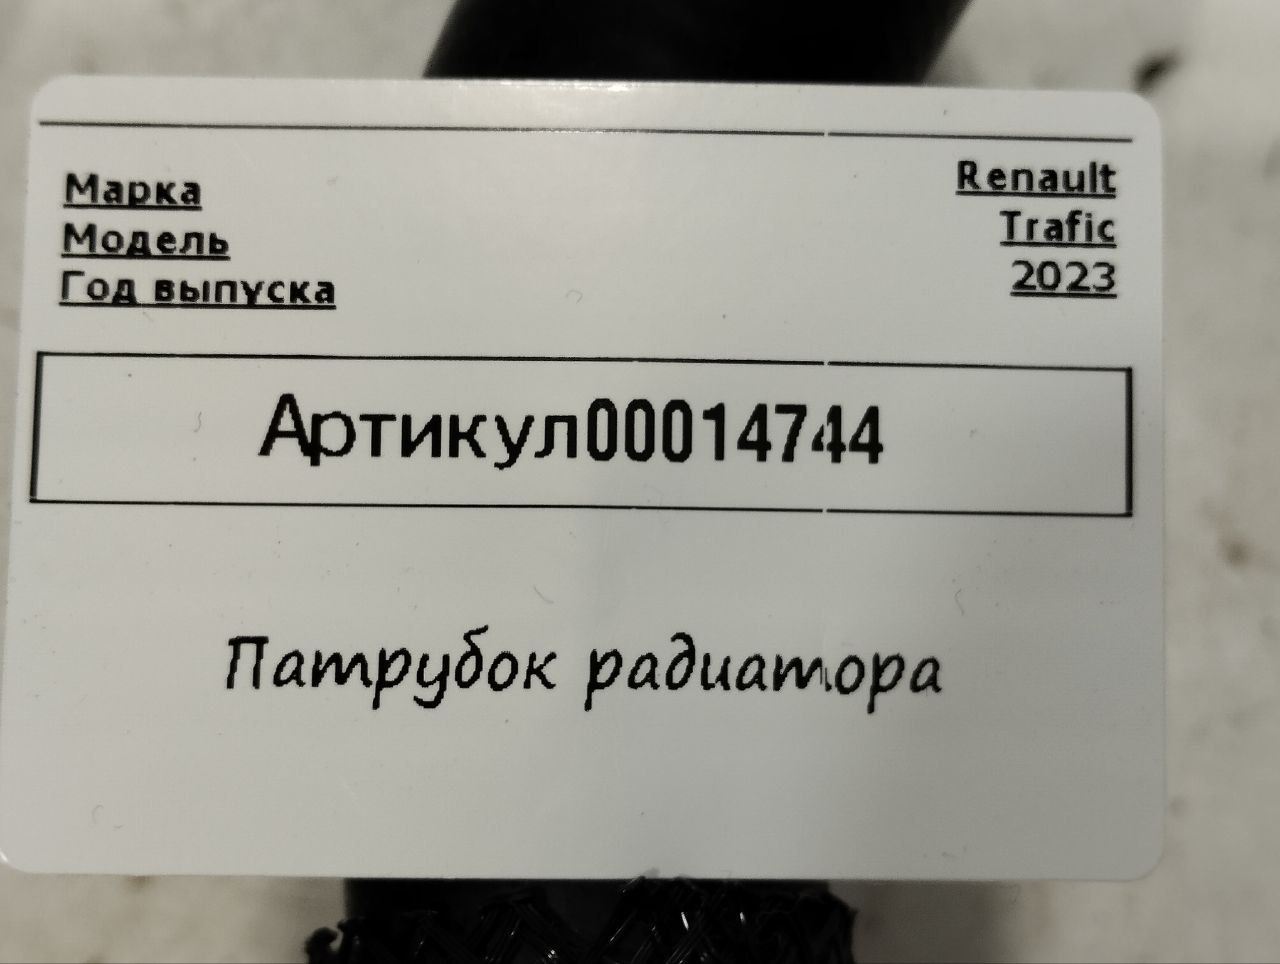 Марка Renault
Модель Trafic
Год выпуска 2023
Артикул00014744
Патрубок радиатора